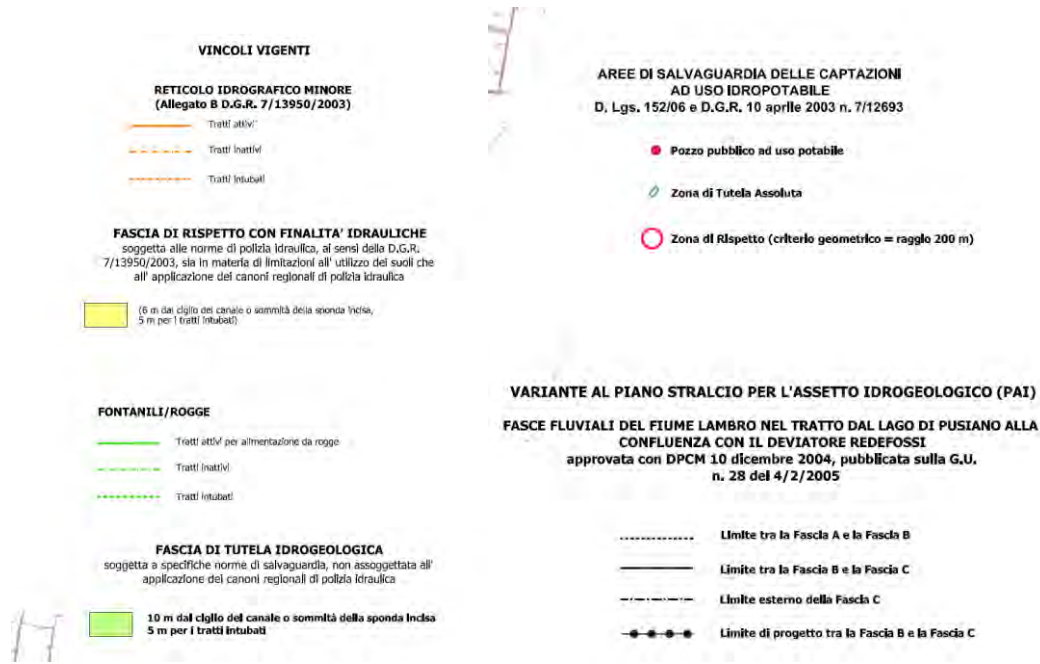 VINCOLI VIGENTI
RETICOLO IDROGRAFICO MINORE
(Allegato B D.G.R. 7/13950/2003)
Tratti attivi
Tratti inattivi
Tratti intubati
FASCIA DI RISPETTO CON FINALITA' IDRAULICHE
soggetta alle norme di polizia idraulica, ai sensi della D.G.R.
7/13950/2003, sia in materia di limitazioni all' utilizzo dei suoli che
all' applicazione dei canoni regionali di polizia idraulica
(6 m dal ciglio del canale o sommità della sponda incisa,
5 m per i tratti intubati)
FONTANILI/ROGGE
Tratti attivi per alimentazione da rogge
Tratti inattivi
Tratti intubati
FASCIA DI TUTELA IDROGEOLOGICA
soggetta a specifiche norme di salvaguardia, non assoggettata all'
applicazione dei canoni regionali di polizia idraulica
10 m dal ciglio del canale o sommità della sponda incisa
5 m per i tratti intubati
AREE DI SALVAGUARDIA DELLE CAPTAZIONI
AD USO IDROPOTABILE
D. Lgs. 152/06 e D.G.R. 10 aprile 2003 n. 7/12693
Pozzo pubblico ad uso potabile
Zona di Tutela Assoluta
Zona di Rispetto (criterio geometrico = raggio 200 m)
VARIANTE AL PIANO STRALCIO PER L'ASSETTO IDROGEOLOGICO (PAI)
FASCE FLUVIALI DEL FIUME LAMBRO NEL TRATTO DAL LAGO DI PUSIANO ALLA
CONFLUENZA CON IL DEVIATORE REDEFOSSI
approvata con DPCM 10 dicembre 2004, pubblicata sulla G.U.
n. 28 del 4/2/2005
Limite tra la Fascia A e la Fascia B
Limite tra la Fascia B e la Fascia C
Limite esterno della Fascia C
Limite di progetto tra la Fascia B e la Fascia C